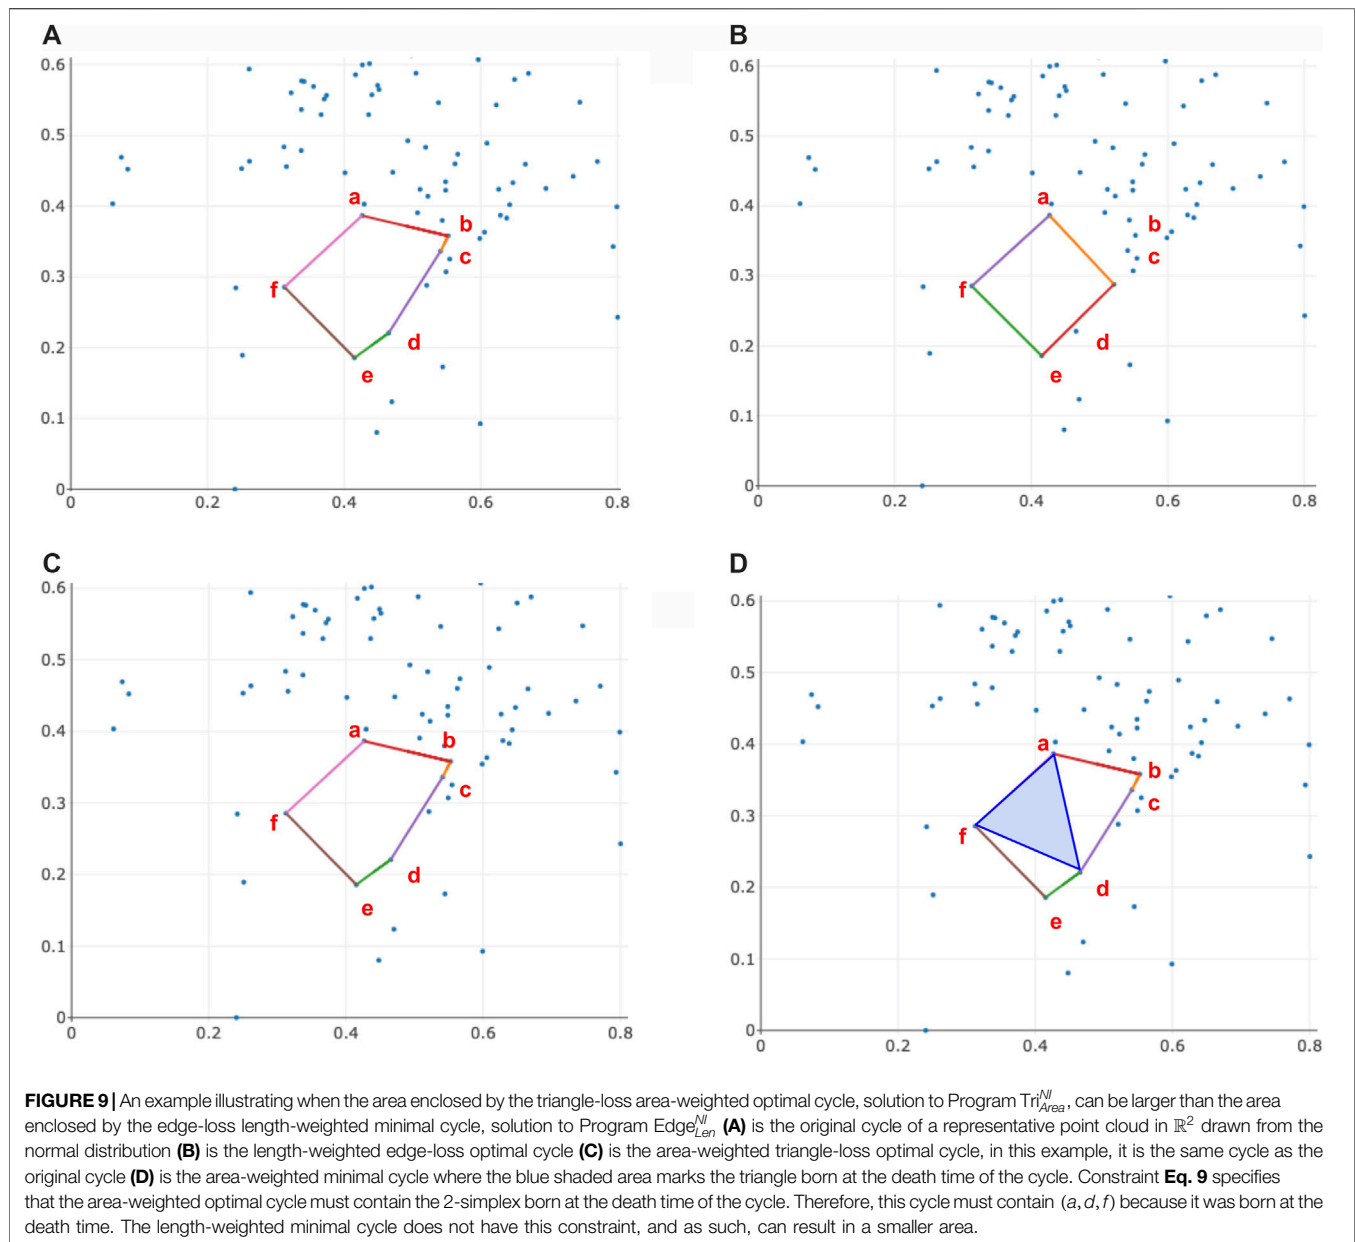 A
0.6
0.5
0.4
0.3
0.2
0.1
0
0
0.2
0.4
0.6
0.8
a
b
c
d
e
f
B
0.6
0.5
0.4
0.3
0.2
0.1
0
0
0.2
0.4
0.6
0.8
a
b
c
d
e
f
C
0.6
0.5
0.4
0.3
0.2
0.1
0
0
0.2
0.4
0.6
0.8
a
b
c
d
e
f
D
0.6
0.5
0.4
0.3
0.2
0.1
0
0
0.2
0.4
0.6
0.8
a
b
c
d
e
f
FIGURE 9 | An example illustrating when the area enclosed by the triangle-loss area-weighted optimal cycle, solution to Program Tri^{NI}_{Area}, can be larger than the area
enclosed by the edge-loss length-weighted minimal cycle, solution to Program Edge^{NI}_{Len} (A) is the original cycle of a representative point cloud in ℝ² drawn from the
normal distribution (B) is the length-weighted edge-loss optimal cycle (C) is the area-weighted triangle-loss optimal cycle, in this example, it is the same cycle as the
original cycle (D) is the area-weighted minimal cycle where the blue shaded area marks the triangle born at the death time of the cycle. Constraint Eq. 9 specifies
that the area-weighted optimal cycle must contain the 2-simplex born at the death time of the cycle. Therefore, this cycle must contain (a, d, f) because it was born at the
death time. The length-weighted minimal cycle does not have this constraint, and as such, can result in a smaller area.